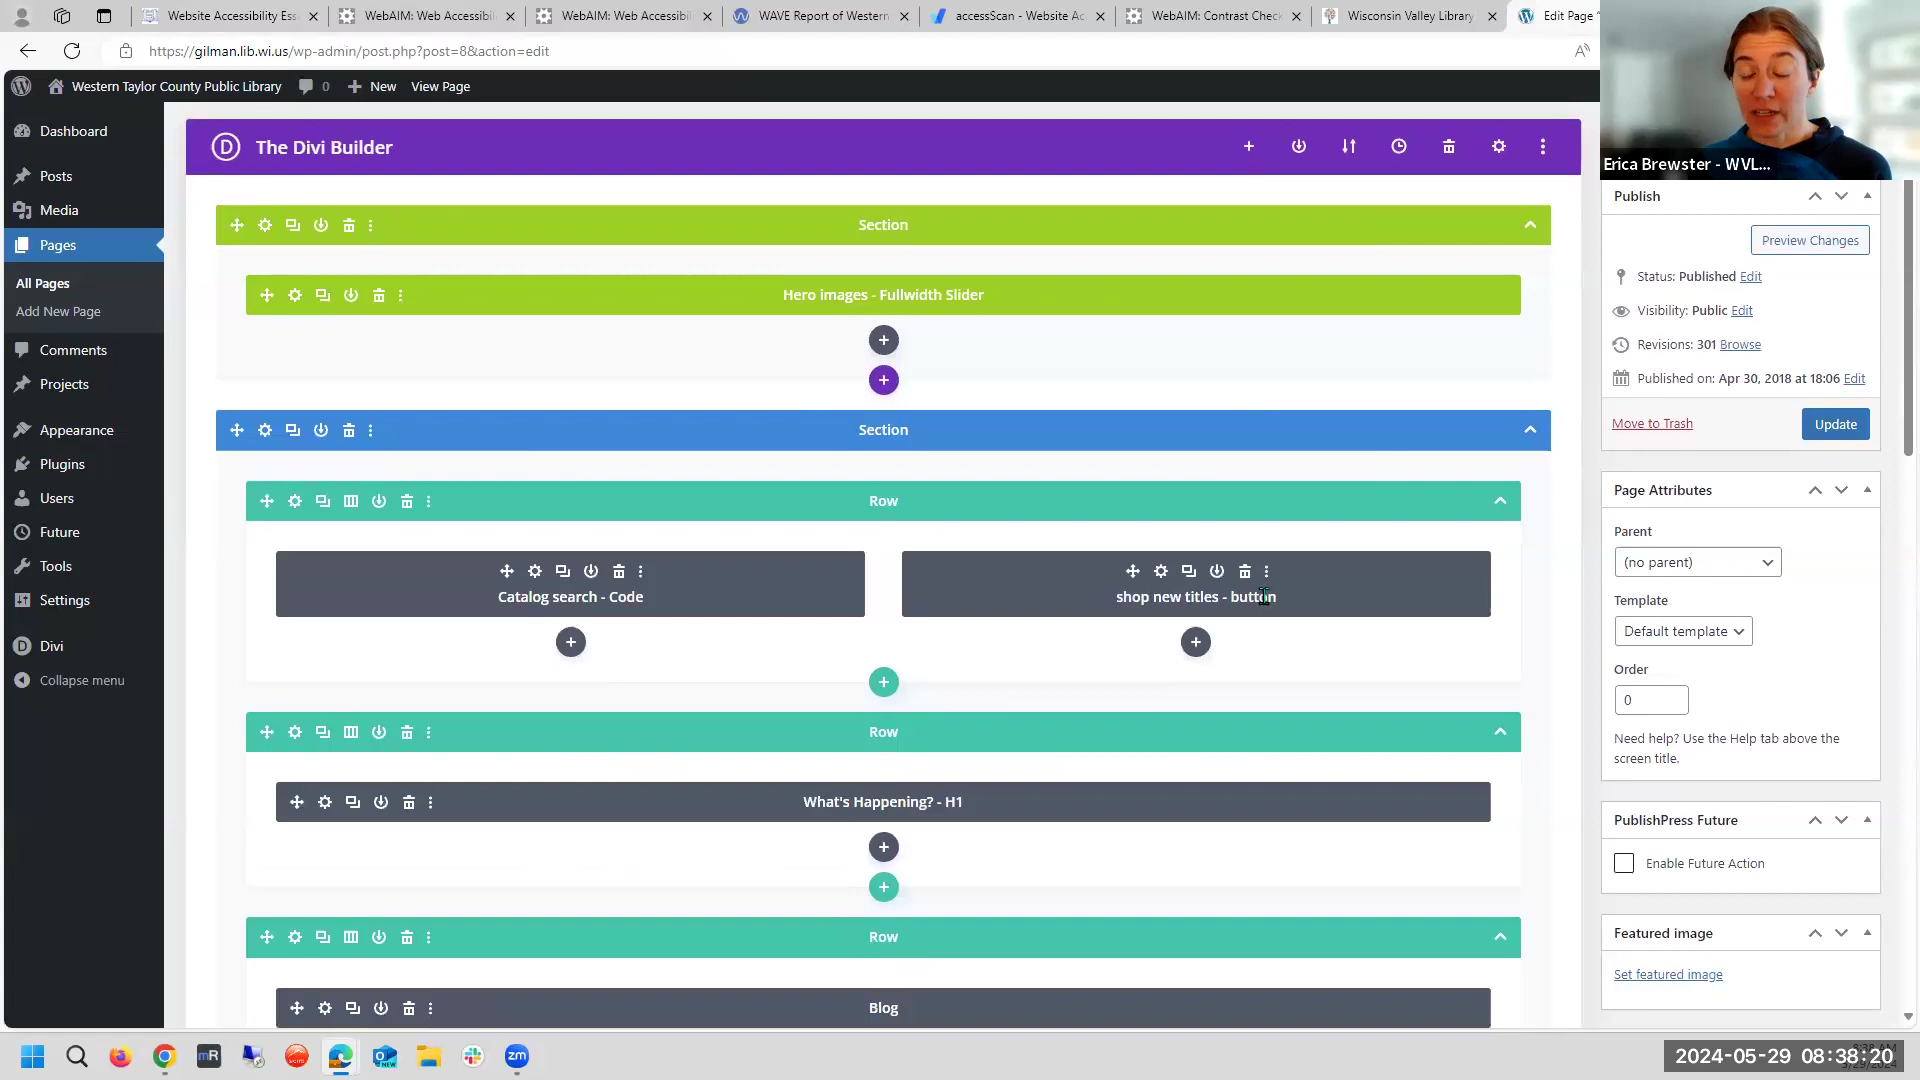 Website Accessibility Ess
WebAIM: Web Accessibil
WebAIM: Web Accessibil
WAVE Report of Western
accessScan - Website Ac
WebAIM: Contrast Check
Wisconsin Valley Library
Edit Page "
https://gilman.lib.wi.us/wp-admin/post.php?post=8&action=edit
Western Taylor County Public Library
0
New
View Page
Erica Brewster - WVL...
Dashboard
Posts
Media
Pages
All Pages
Add New Page
Comments
Projects
Appearance
Plugins
Users
Future
Tools
Settings
Divi
Collapse menu
The Divi Builder
Section
Hero images - Fullwidth Slider
Section
Row
Catalog search - Code
shop new titles - button
Row
What's Happening? - H1
Row
Blog
Publish
Preview Changes
Status: Published Edit
Visibility: Public Edit
Revisions: 301 Browse
Published on: Apr 30, 2018 at 18:06 Edit
Move to Trash
Update
Page Attributes
Parent
(no parent)
Template
Default template
Order
0
Need help? Use the Help tab above the
screen title.
PublishPress Future
Enable Future Action
Featured image
Set featured image
mR
NEW
zm
2024-05-29 08:38:20